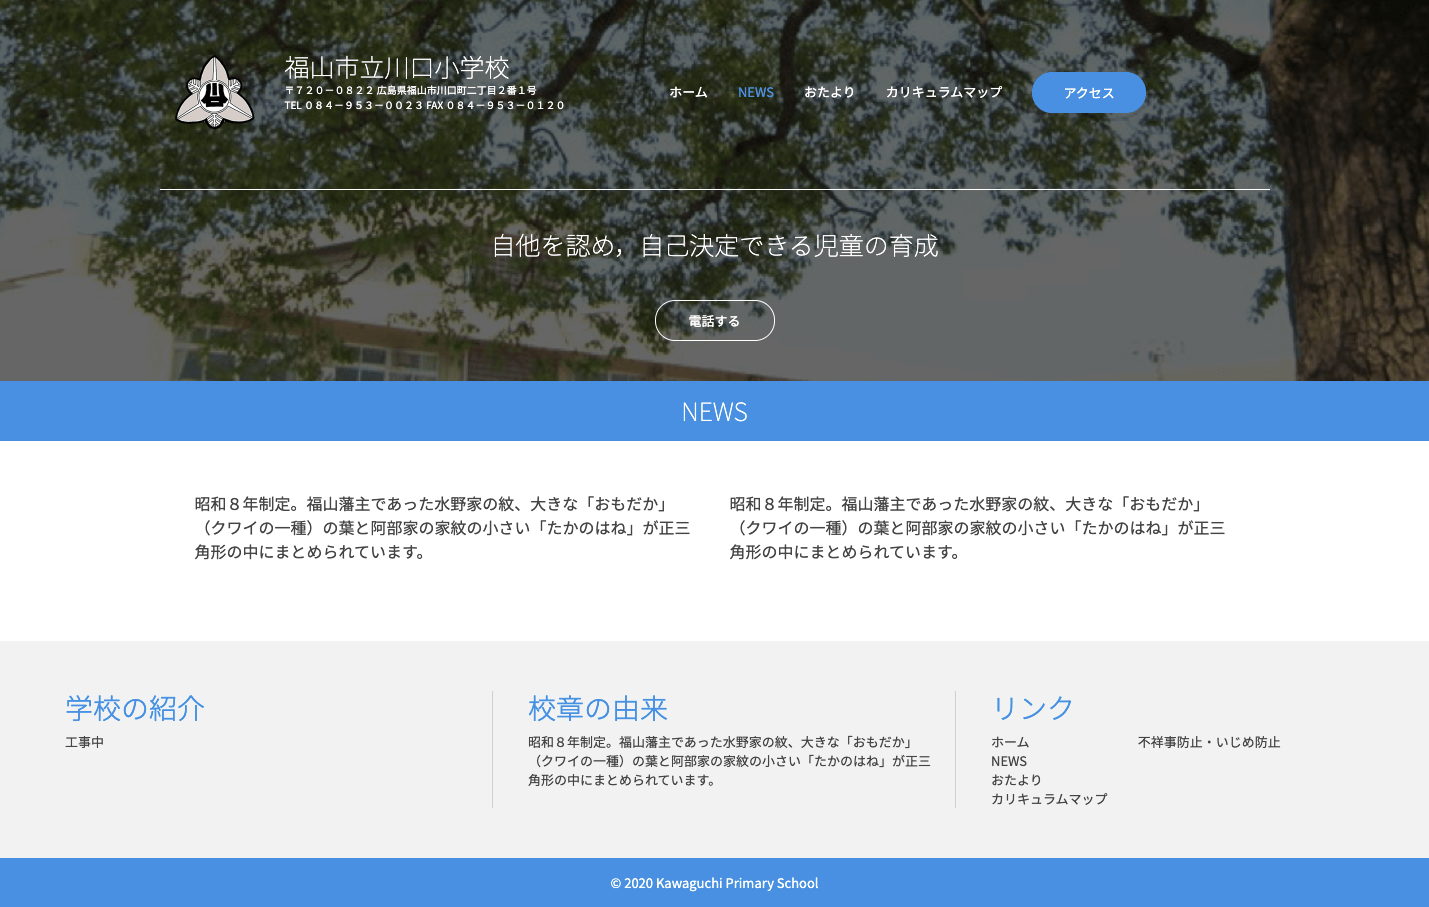 福山市立川口小学校
〒７２０－０８２２ 広島県福山市川口町二丁目２番１号
TEL ０８４－９５３－００２３ FAX ０８４－９５３－０１２０
ホーム
NEWS
おたより
カリキュラムマップ
アクセス
自他を認め，自己決定できる児童の育成
電話する
NEWS
昭和８年制定。福山藩主であった水野家の紋、大きな「おもだか」
（クワイの一種）の葉と阿部家の家紋の小さい「たかのはね」が正三
角形の中にまとめられています。
昭和８年制定。福山藩主であった水野家の紋、大きな「おもだか」
（クワイの一種）の葉と阿部家の家紋の小さい「たかのはね」が正三
角形の中にまとめられています。
学校の紹介
工事中
校章の由来
昭和８年制定。福山藩主であった水野家の紋、大きな「おもだか」
（クワイの一種）の葉と阿部家の家紋の小さい「たかのはね」が正三
角形の中にまとめられています。
リンク
ホーム
NEWS
おたより
カリキュラムマップ
不祥事防止・いじめ防止
© 2020 Kawaguchi Primary School